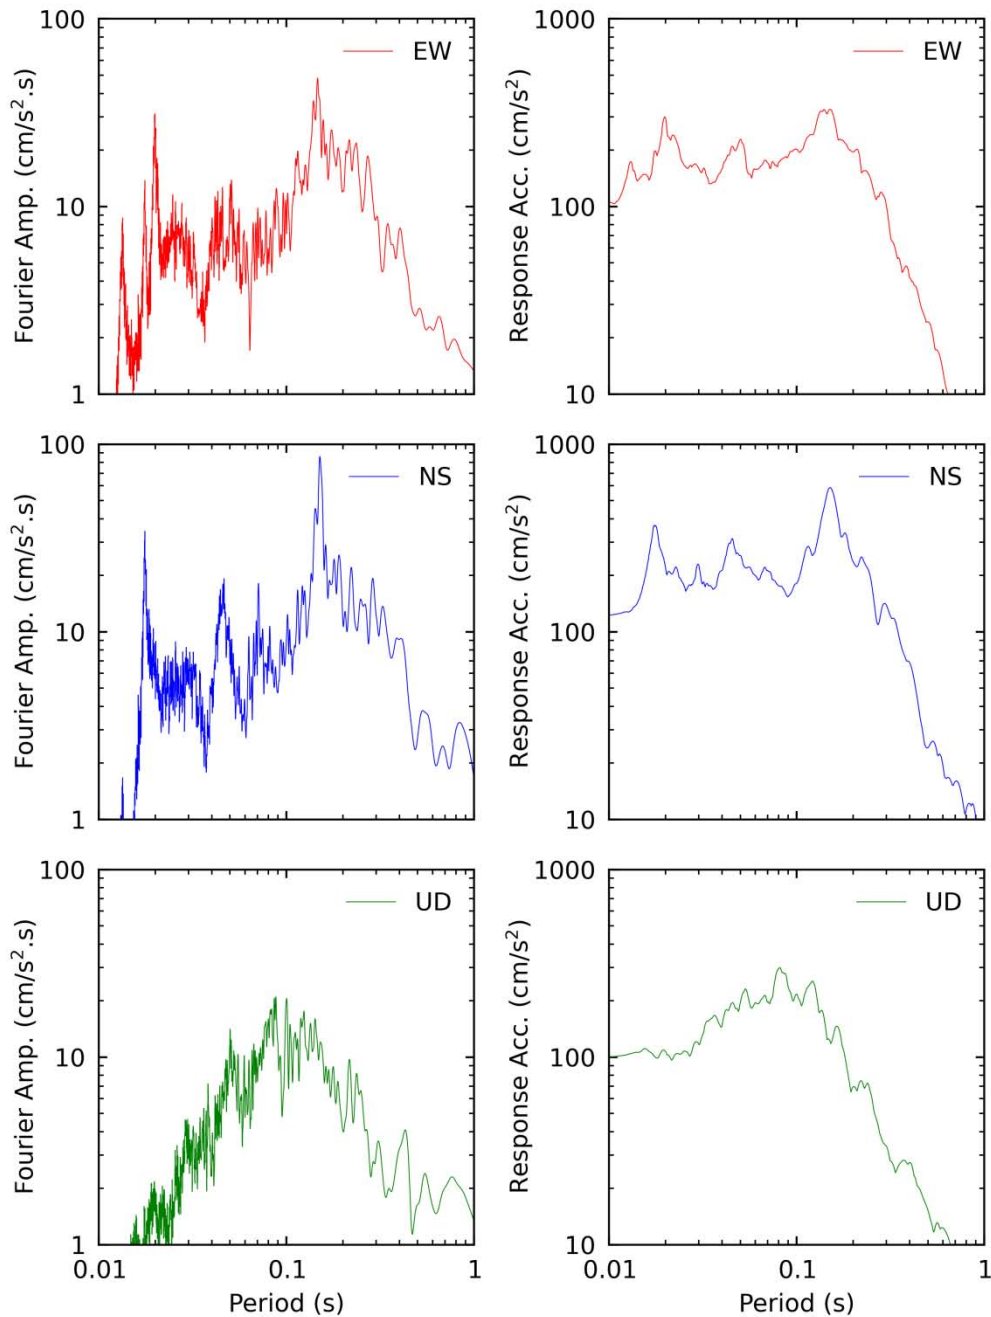 100
10
1
Fourier Amp. (cm/s².s)
EW
1000
100
10
Response Acc. (cm/s²)
EW
100
10
1
Fourier Amp. (cm/s².s)
NS
1000
100
10
Response Acc. (cm/s²)
NS
100
10
1
Fourier Amp. (cm/s².s)
UD
0.01
0.1
1
Period (s)
1000
100
10
Response Acc. (cm/s²)
UD
0.01
0.1
1
Period (s)